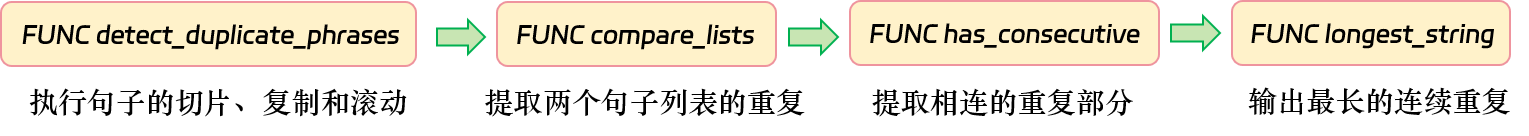 FUNC detect_duplicate_phrases
FUNC compare_lists
FUNC has_consecutive
FUNC longest_string
执行句子的切片、复制和滚动
提取两个句子列表的重复
提取相连的重复部分
输出最长的连续重复